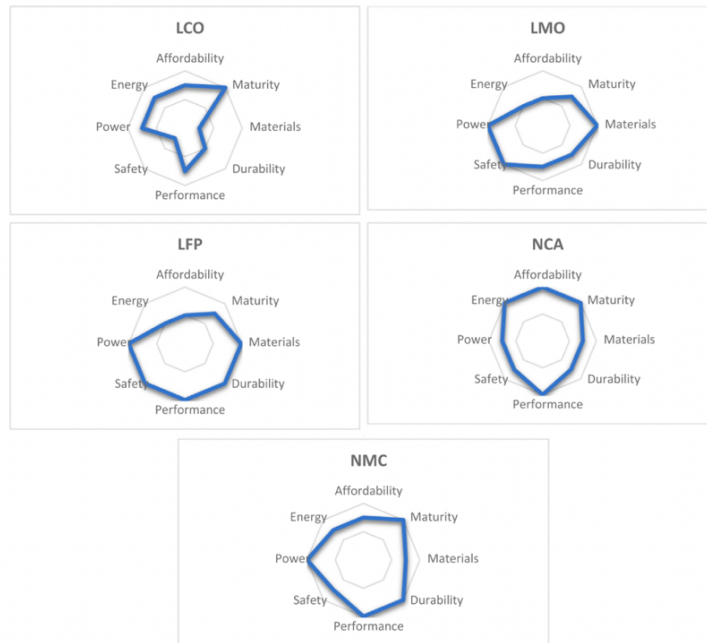 LCO
Affordability
Energy
Maturity
Power
Materials
Safety
Durability
Performance
LMO
Affordability
Energy
Maturity
Power
Materials
Safety
Durability
Performance
LFP
Affordability
Energy
Maturity
Power
Materials
Safety
Durability
Performance
NCA
Affordability
Energy
Maturity
Power
Materials
Safety
Durability
Performance
NMC
Affordability
Energy
Maturity
Power
Materials
Safety
Durability
Performance